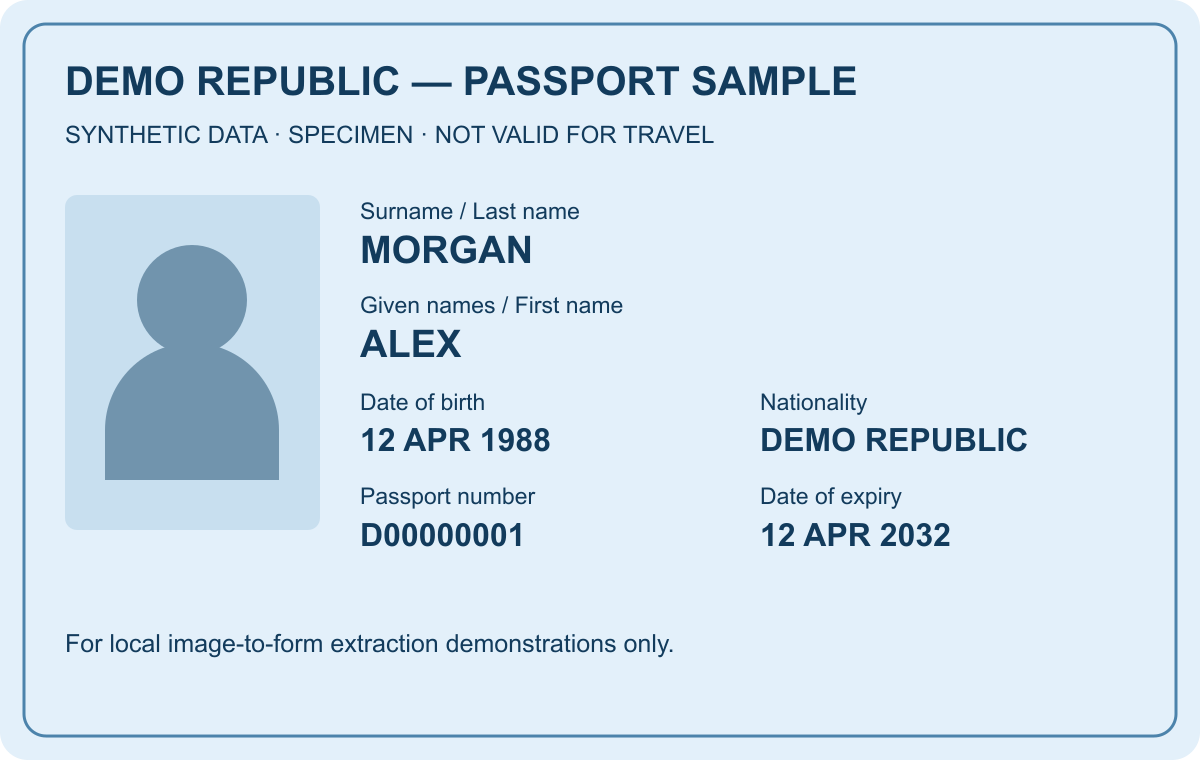 DEMO REPUBLIC — PASSPORT SAMPLE
SYNTHETIC DATA · SPECIMEN · NOT VALID FOR TRAVEL
Surname / Last name
MORGAN
Given names / First name
ALEX
Date of birth
12 APR 1988
Nationality
DEMO REPUBLIC
Passport number
D00000001
Date of expiry
12 APR 2032
For local image-to-form extraction demonstrations only.